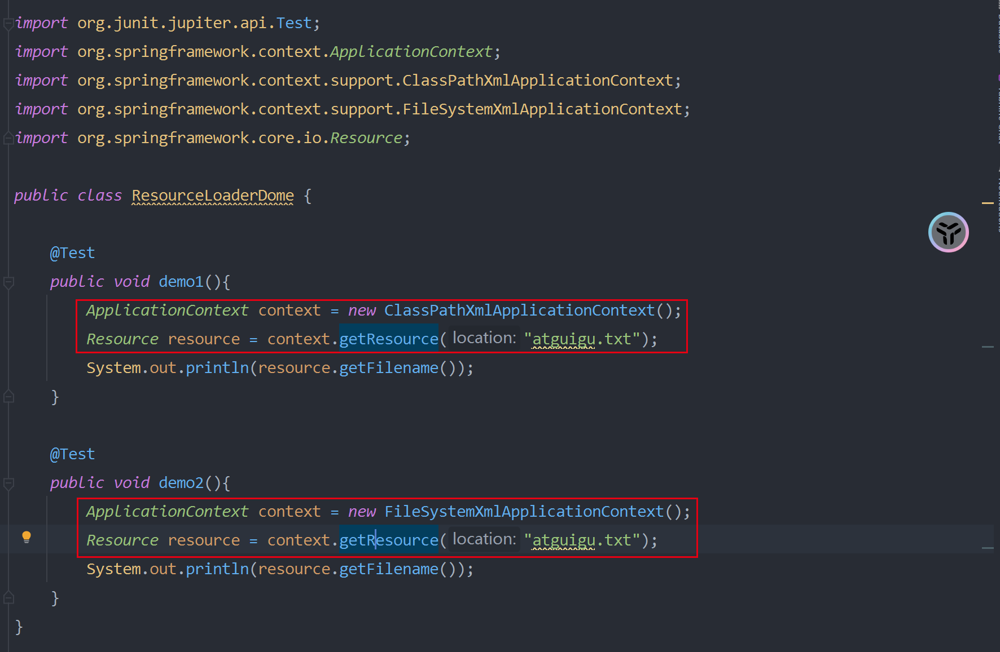 import org.junit.jupiter.api.Test;
import org.springframework.context.ApplicationContext;
import org.springframework.context.support.ClassPathXmlApplicationContext;
import org.springframework.context.support.FileSystemXmlApplicationContext;
import org.springframework.core.io.Resource;
public class ResourceLoaderDome {
@Test
public void demo1(){
ApplicationContext context = new ClassPathXmlApplicationContext();
Resource resource = context.getResource( location: "atguigu.txt");
System.out.println(resource.getFilename());
}
@Test
public void demo2(){
ApplicationContext context = new FileSystemXmlApplicationContext();
Resource resource = context.getResource( location: "atguigu.txt");
System.out.println(resource.getFilename());
}
}